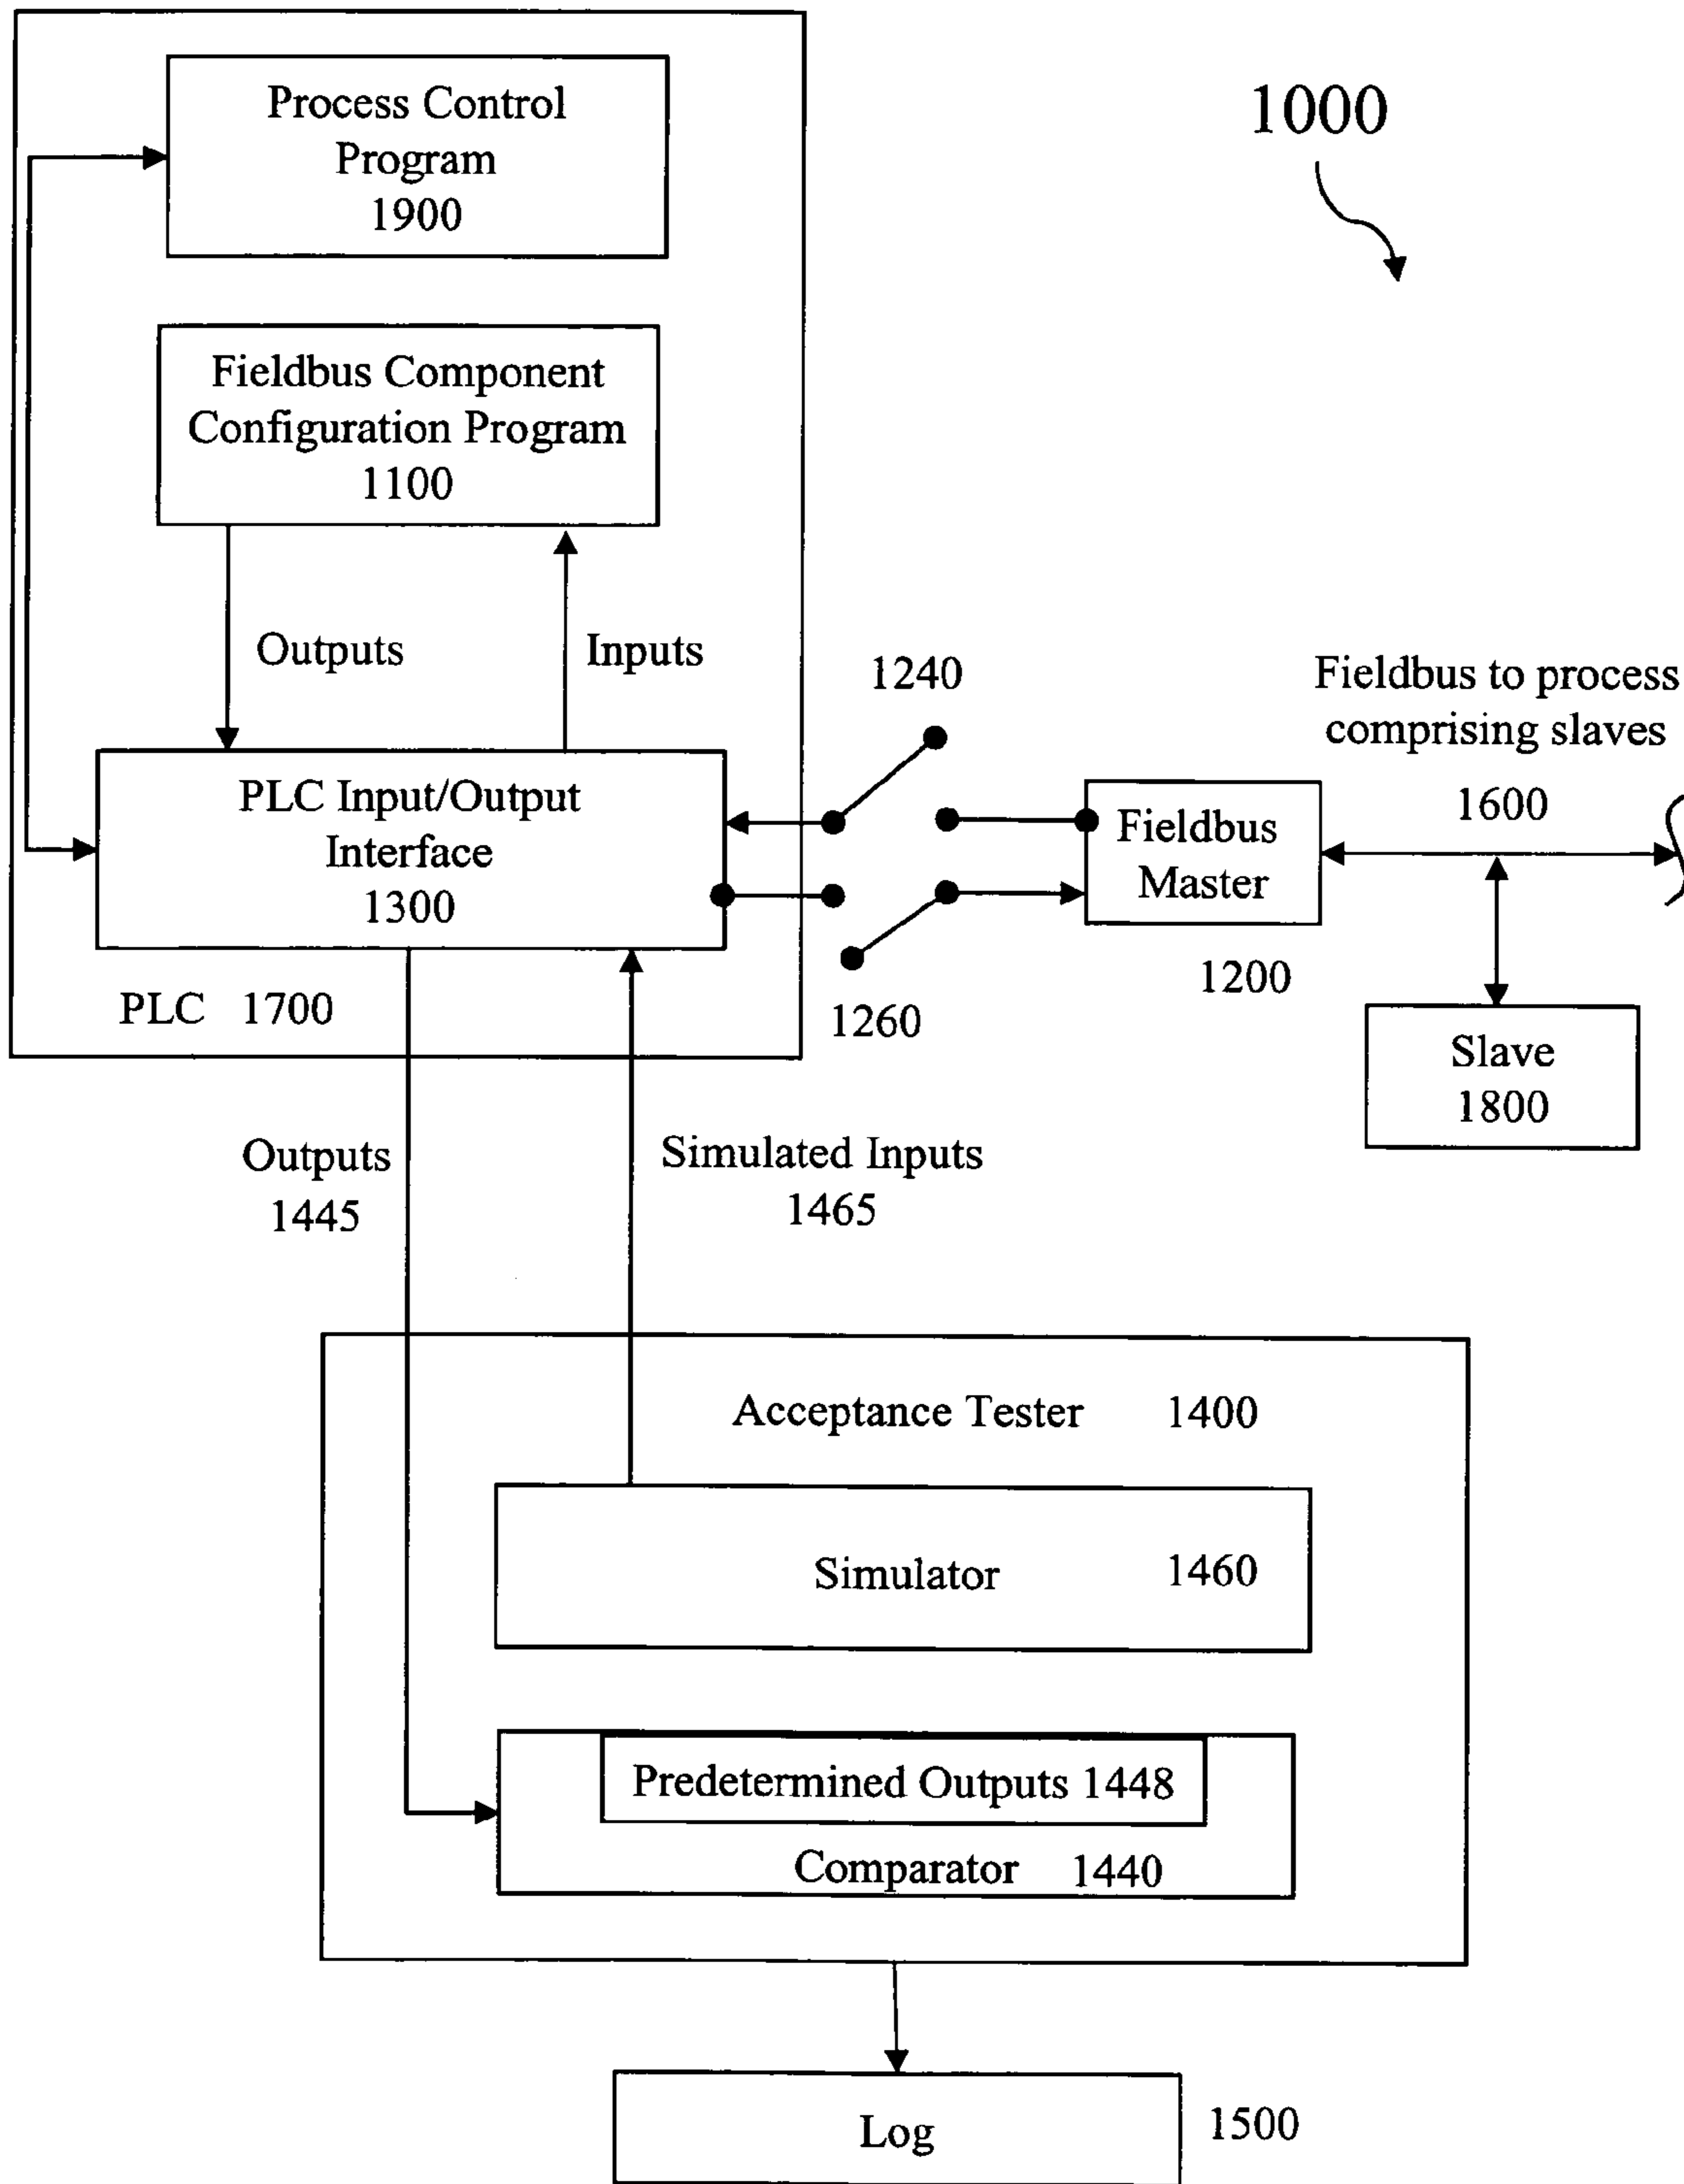 Process Control
Program
1900
1000
Fieldbus Component
Configuration Program
1100
Outputs
Inputs
1240
Fieldbus to process
comprising slaves
1600
PLC Input/Output
Interface
1300
Fieldbus
Master
1200
1260
PLC 1700
Slave
1800
Outputs
1445
Simulated Inputs
1465
Acceptance Tester 1400
Simulator 1460
Predetermined Outputs 1448
Comparator 1440
Log
1500